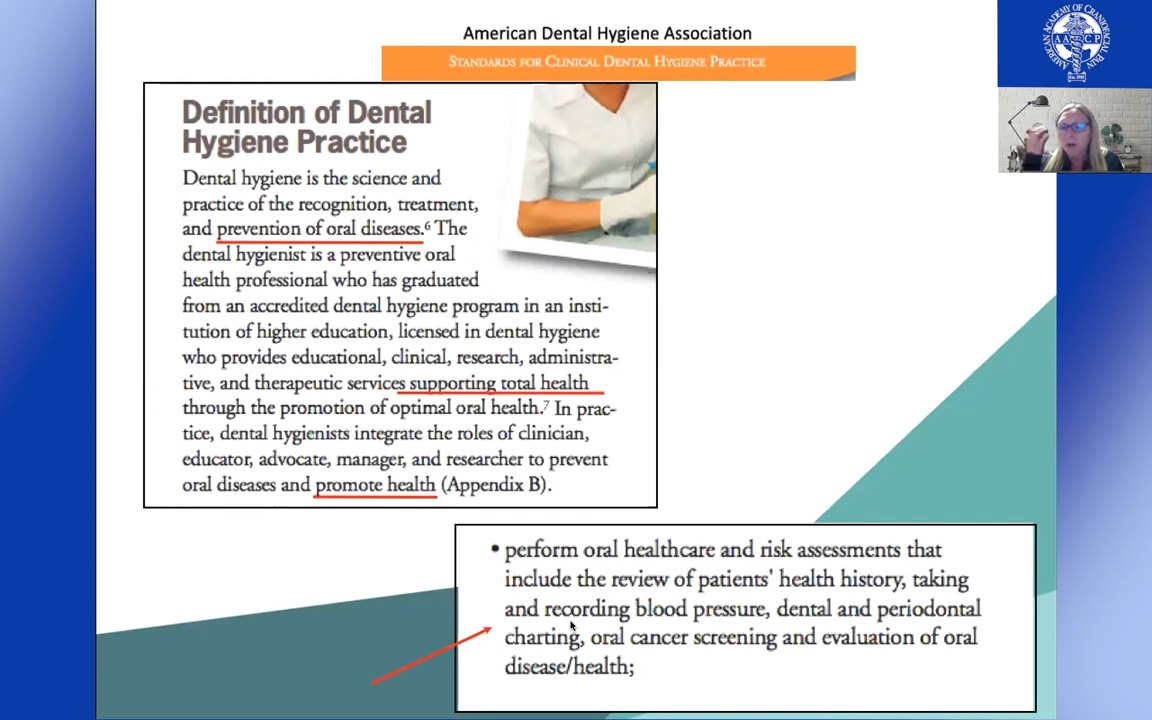 American Dental Hygiene Association
STANDARDS FOR CLINICAL DENTAL HYGIENE PRACTICE
AMERICAN ACADEMY OF CRANIOFACIAL PAIN
A A C P
Est. 1985
Definition of Dental
Hygiene Practice
Dental hygiene is the science and
practice of the recognition, treatment,
and prevention of oral diseases.⁶ The
dental hygienist is a preventive oral
health professional who has graduated
from an accredited dental hygiene program in an insti-
tution of higher education, licensed in dental hygiene
who provides educational, clinical, research, administra-
tive, and therapeutic services supporting total health
through the promotion of optimal oral health.⁷ In prac-
tice, dental hygienists integrate the roles of clinician,
educator, advocate, manager, and researcher to prevent
oral diseases and promote health (Appendix B).
• perform oral healthcare and risk assessments that
include the review of patients' health history, taking
and recording blood pressure, dental and periodontal
charting, oral cancer screening and evaluation of oral
disease/health;